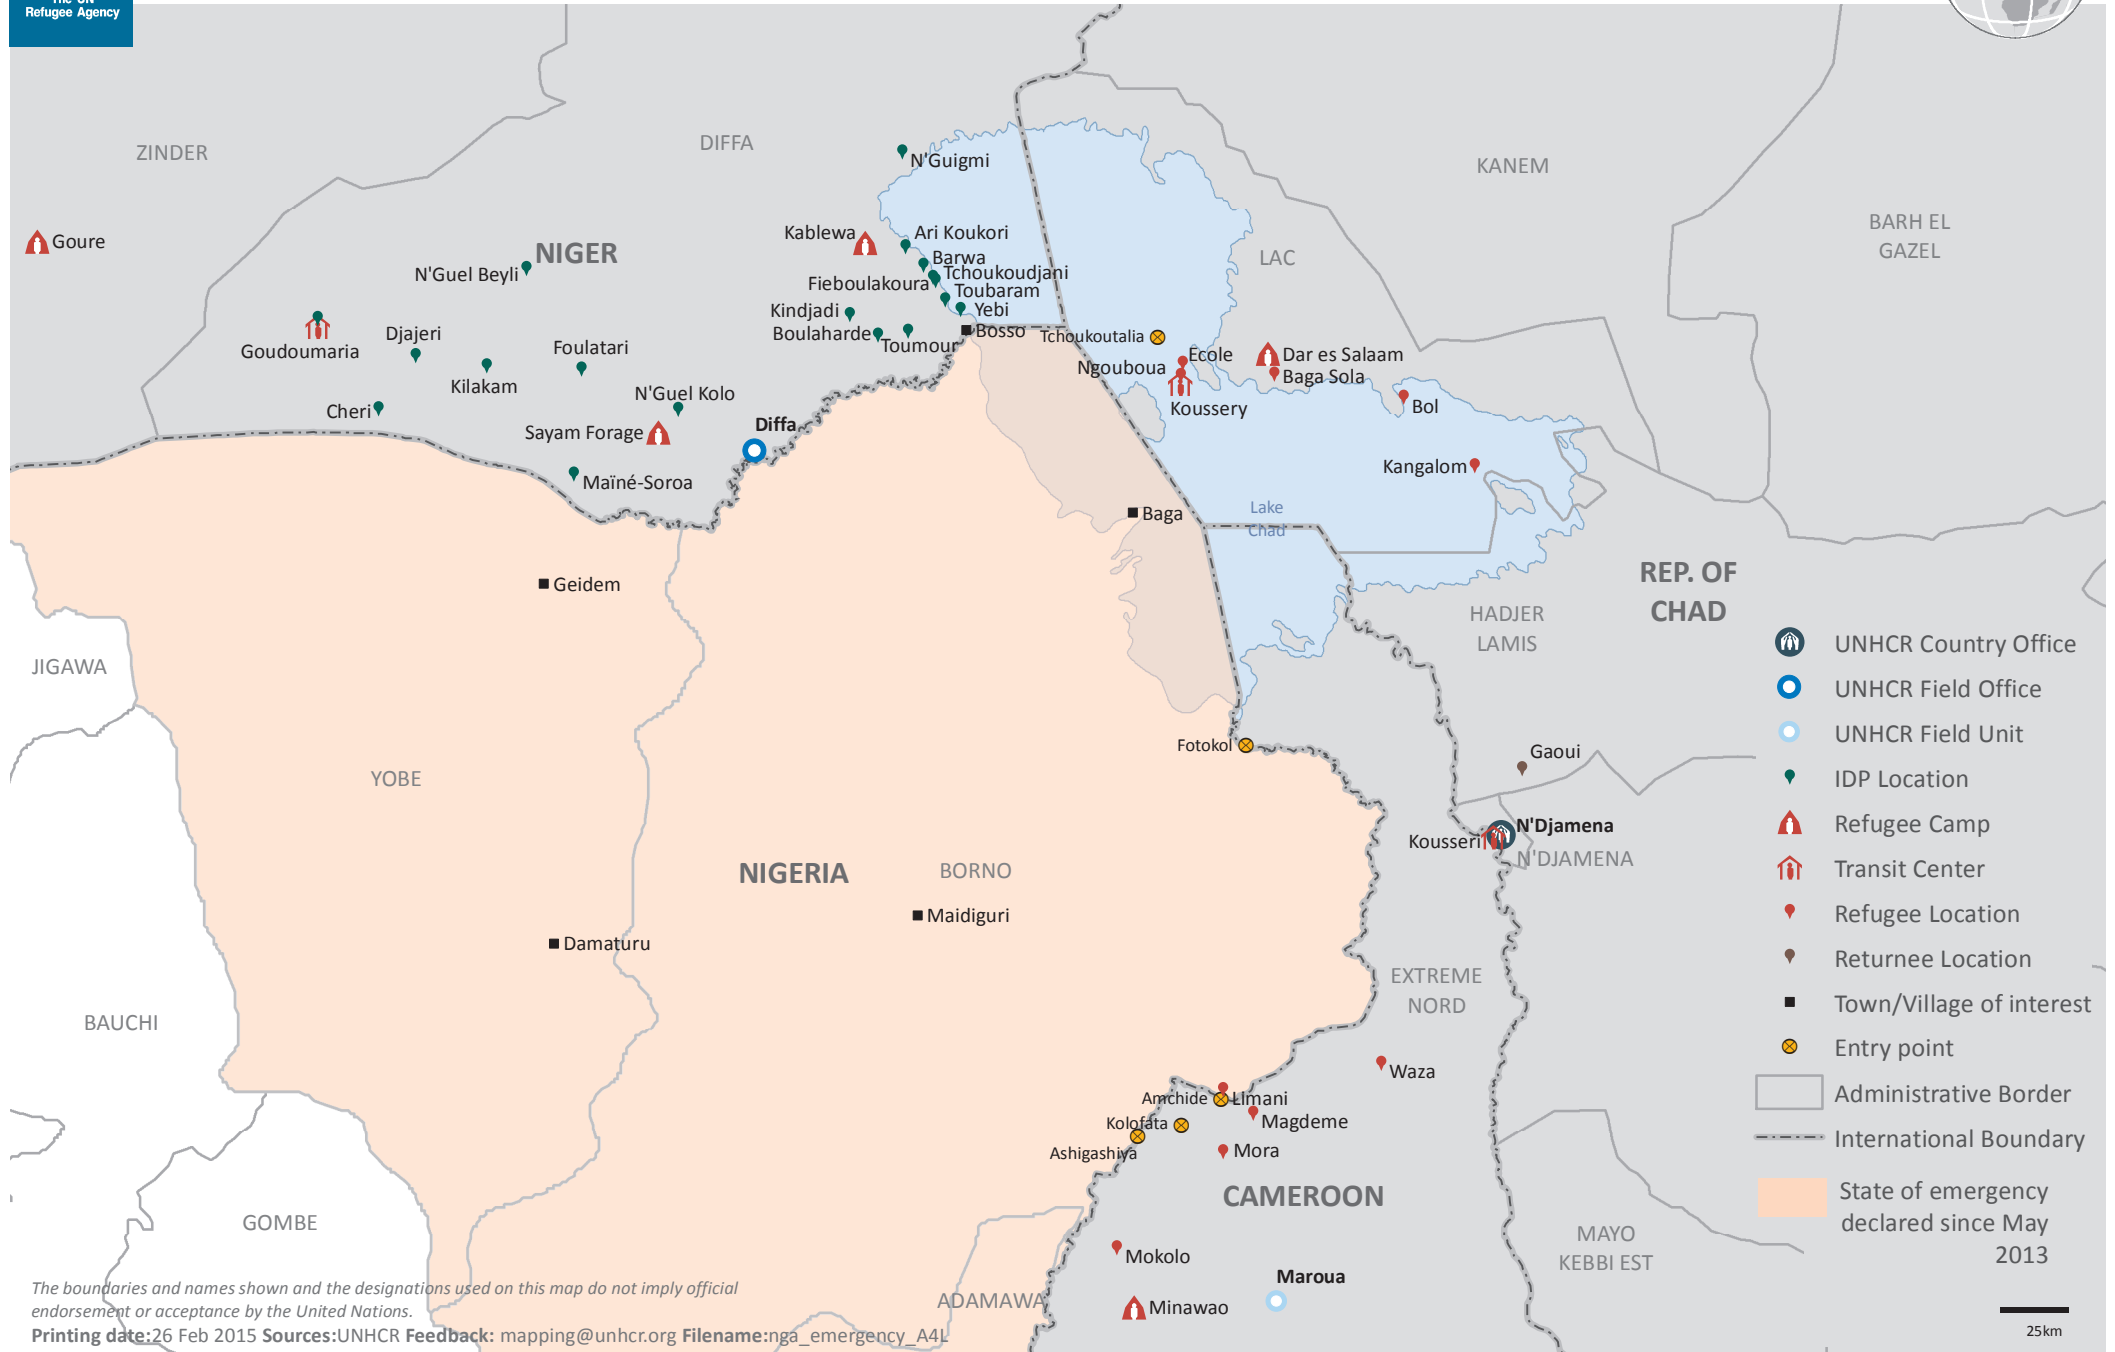 The UN
Refugee Agency
ZINDER
DIFFA
N'Guigmi
KANEM
BARH EL
GAZEL
Goure
NIGER
Kablewa
Ari Koukori
Barwa
Tchoukoudjani
LAC
N'Guel Beyli
Fieboulakoura
Toubaram
Kindjadi
Yebi
Boulaharde
Toumour
Bosso
Tchoukoutalia
Goudoumaria
Djajeri
Kilakam
Foulatari
Cheri
N'Guel Kolo
Sayam Forage
Diffa
Maïné-Soroa
Ecole
Ngouboua
Koussery
Dar es Salaam
Baga Sola
Bol
Kangalom
Baga
Lake
Chad
Geidem
REP. OF
CHAD
HADJER
LAMIS
JIGAWA
YOBE
Fotokol
Gaoui
Kousseri
N'Djamena
N'DJAMENA
NIGERIA
BORNO
Maidiguri
Damaturu
EXTREME
NORD
BAUCHI
Waza
Amchide
Limani
Magdeme
Kolofata
Ashigashiya
Mora
CAMEROON
GOMBE
MAYO
KEBBI EST
Mokolo
Maroua
Minawao
ADAMAWA
UNHCR Country Office
UNHCR Field Office
UNHCR Field Unit
IDP Location
Refugee Camp
Transit Center
Refugee Location
Returnee Location
Town/Village of interest
Entry point
Administrative Border
International Boundary
State of emergency
declared since May
2013
25km
The boundaries and names shown and the designations used on this map do not imply official
endorsement or acceptance by the United Nations.
Printing date:26 Feb 2015 Sources:UNHCR Feedback: mapping@unhcr.org Filename:nga_emergency_A4L